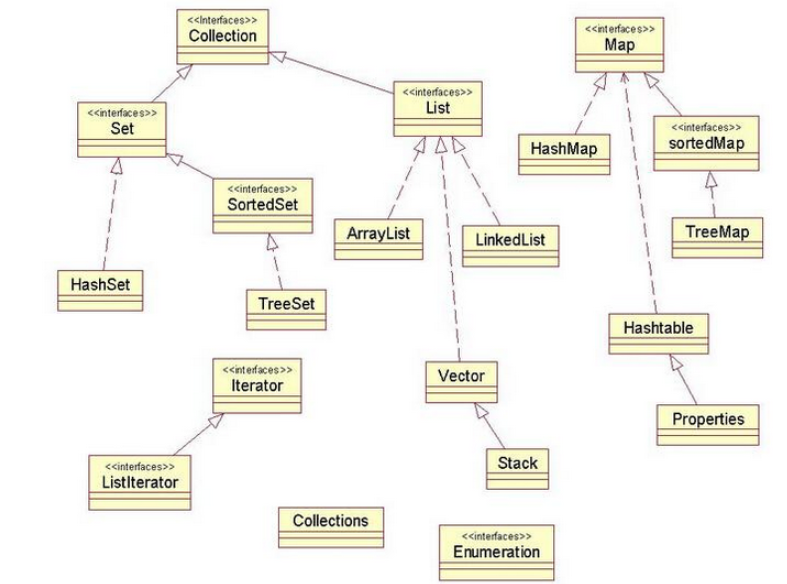 <<Interfaces>>
Collection
<<interfaces>>
Map
<<interfaces>>
List
<<interfaces>>
Set
<<interfaces>>
sortedMap
HashMap
<<interfaces>>
SortedSet
ArrayList
LinkedList
TreeMap
HashSet
TreeSet
Hashtable
<<interfaces>>
Iterator
Vector
Properties
<<interfaces>>
ListIterator
Stack
Collections
<<interfaces>>
Enumeration